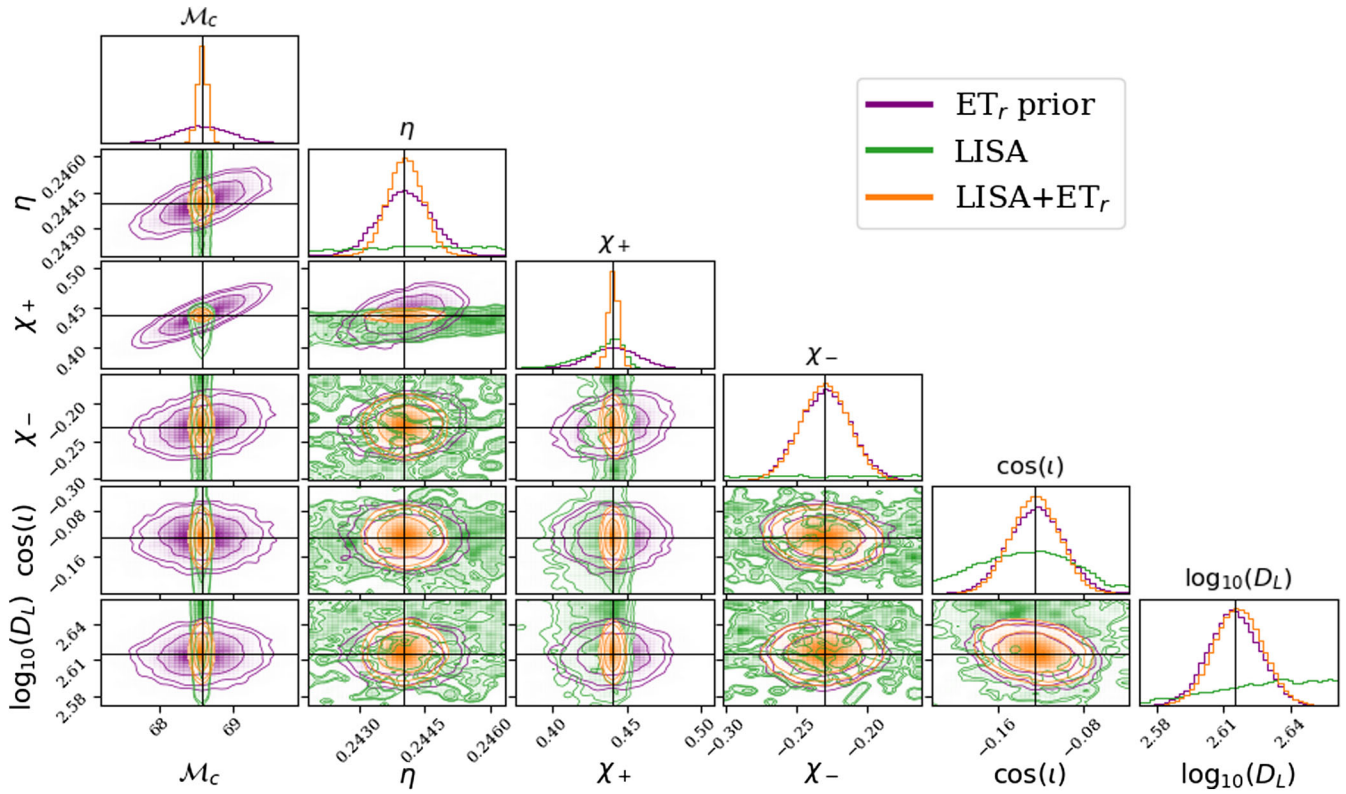 𝓜c
ET_r prior
LISA
LISA+ET_r
η
0.2460
0.2445
0.2430
η
χ+
0.50
0.45
0.40
χ+
χ−
−0.20
−0.25
−0.30
χ−
cos(ι)
−0.08
−0.16
cos(ι)
log10(DL)
2.64
2.61
2.58
log10(DL)
68 69
0.2430 0.2445 0.2460
0.40 0.45 0.50
−0.30 −0.25 −0.20
−0.16 −0.08
2.58 2.61 2.64
𝓜c η χ+ χ− cos(ι) log10(DL)